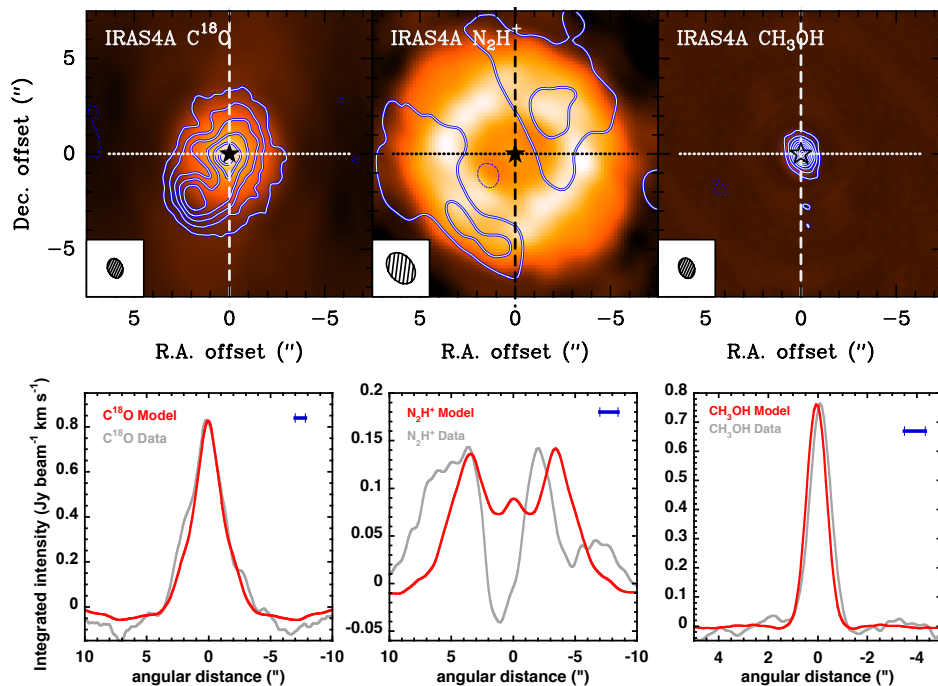 IRAS4A C¹⁸O
IRAS4A N₂H⁺
IRAS4A CH₃OH
Dec. offset (″)
5
0
−5
5 0 −5
5 0 −5
5 0 −5
R.A. offset (″)
R.A. offset (″)
R.A. offset (″)
Integrated intensity (Jy beam⁻¹ km s⁻¹)
0.8
0.6
0.4
0.2
0
C¹⁸O Model
C¹⁸O Data
10 5 0 -5 -10
angular distance (")
0.2
0.15
0.1
0.05
0
-0.05
N₂H⁺ Model
N₂H⁺ Data
10 5 0 -5 -10
angular distance (")
0.8
0.7
0.6
0.5
0.4
0.3
0.2
0.1
0
CH₃OH Model
CH₃OH Data
4 2 0 -2 -4
angular distance (")